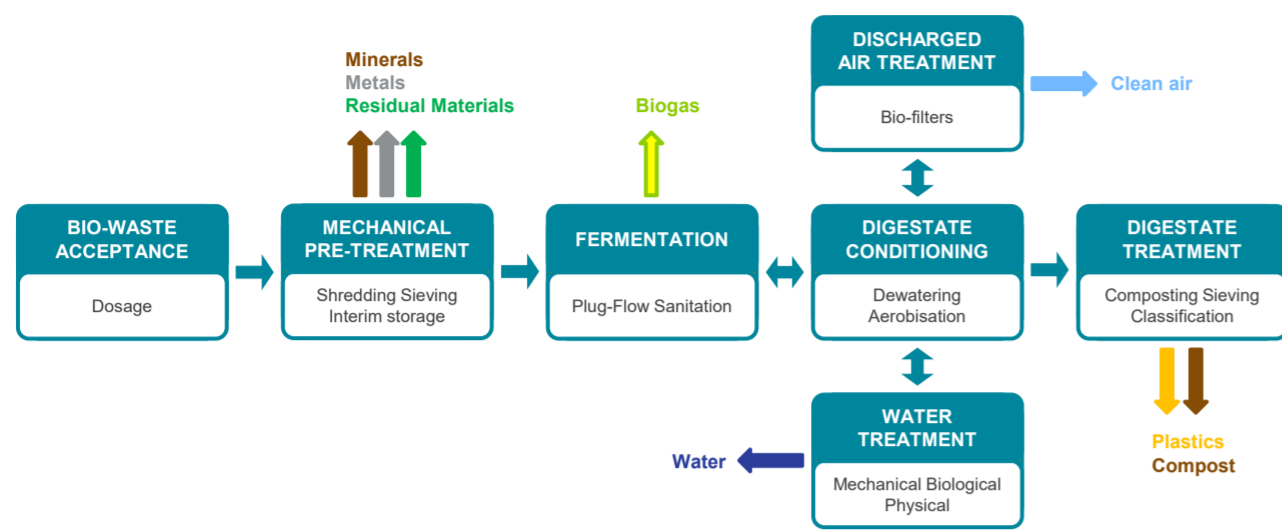 DISCHARGED
AIR TREATMENT
Bio-filters
Clean air
Minerals
Metals
Residual Materials
Biogas
BIO-WASTE
ACCEPTANCE
Dosage
MECHANICAL
PRE-TREATMENT
Shredding Sieving
Interim storage
FERMENTATION
Plug-Flow Sanitation
DIGESTATE
CONDITIONING
Dewatering
Aerobisation
DIGESTATE
TREATMENT
Composting Sieving
Classification
WATER
TREATMENT
Mechanical Biological
Physical
Water
Plastics
Compost